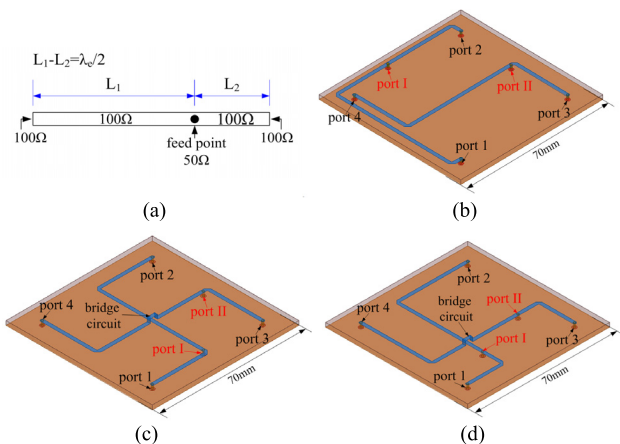 L₁-L₂=λₑ/2
L₁
L₂
100Ω
100Ω
100Ω
100Ω
feed point
50Ω
(a)
port 2
port I
port II
port 4
port 3
port 1
70mm
(b)
port 2
port 4
bridge
circuit
port II
port I
port 3
port 1
70mm
(c)
port 2
port 4
bridge
circuit
port II
port I
port 3
port 1
70mm
(d)